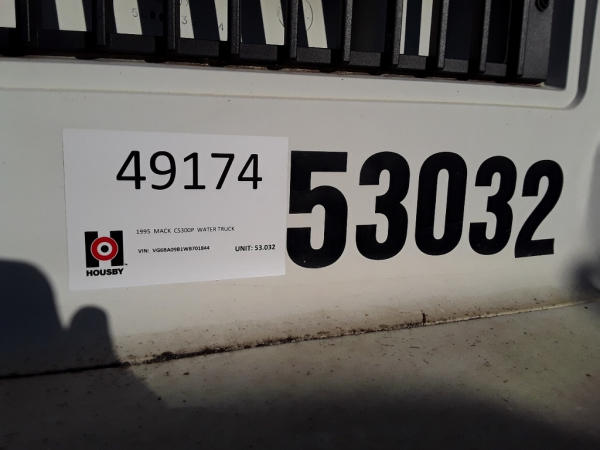 49174
1995 MACK CS300P WATER TRUCK
VIN: VG6BA09B1WB701844
UNIT: 53.032
HOUSBY
53032